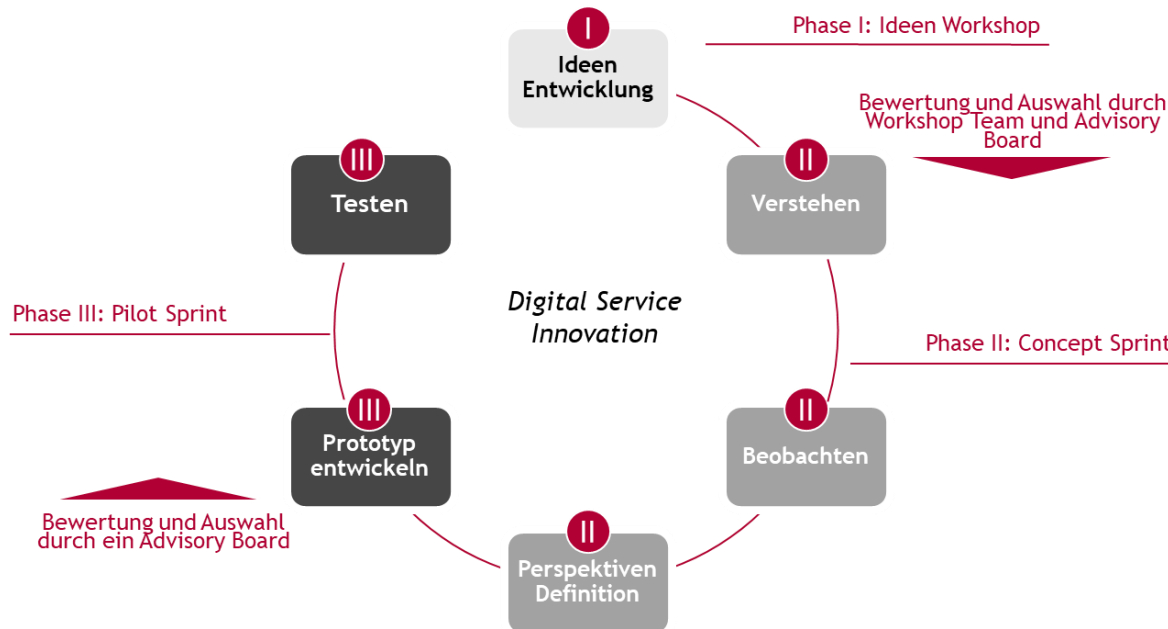 I
Ideen
Entwicklung
Phase I: Ideen Workshop
Bewertung und Auswahl durch
Workshop Team und Advisory
Board
II
Verstehen
III
Testen
Digital Service
Innovation
Phase III: Pilot Sprint
Phase II: Concept Sprint
II
Beobachten
III
Prototyp
entwickeln
Bewertung und Auswahl
durch ein Advisory Board
II
Perspektiven
Definition